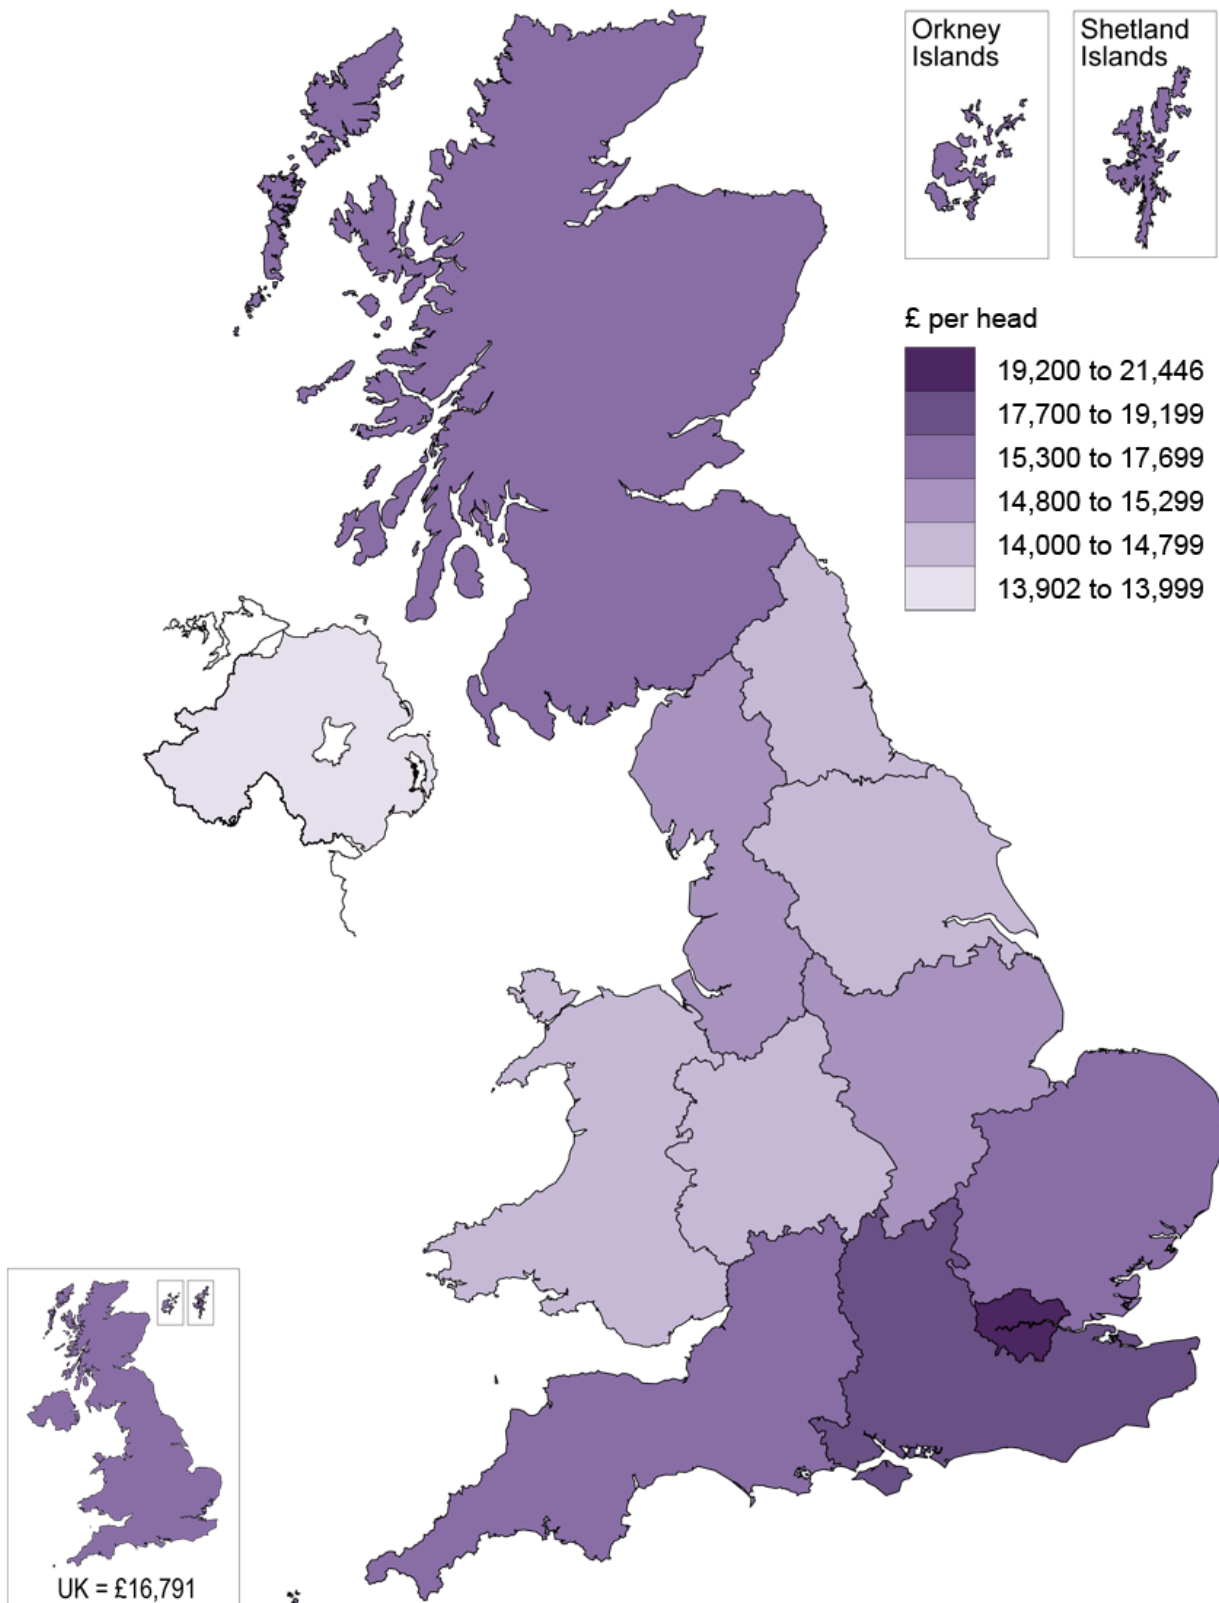 Orkney
Islands
Shetland
Islands
£ per head
19,200 to 21,446
17,700 to 19,199
15,300 to 17,699
14,800 to 15,299
14,000 to 14,799
13,902 to 13,999
UK = £16,791